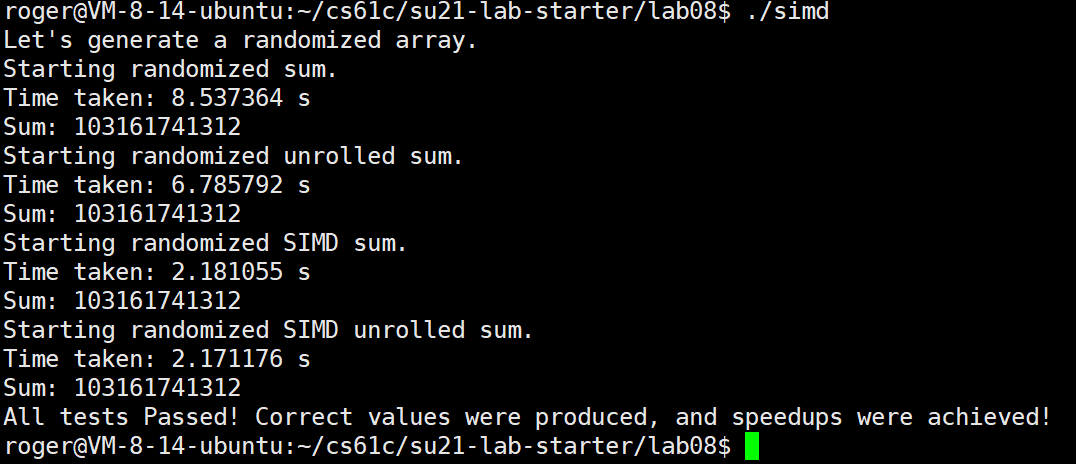 roger@VM-8-14-ubuntu:~/cs61c/su21-lab-starter/lab08$ ./simd
Let's generate a randomized array.
Starting randomized sum.
Time taken: 8.537364 s
Sum: 103161741312
Starting randomized unrolled sum.
Time taken: 6.785792 s
Sum: 103161741312
Starting randomized SIMD sum.
Time taken: 2.181055 s
Sum: 103161741312
Starting randomized SIMD unrolled sum.
Time taken: 2.171176 s
Sum: 103161741312
All tests Passed! Correct values were produced, and speedups were achieved!
roger@VM-8-14-ubuntu:~/cs61c/su21-lab-starter/lab08$